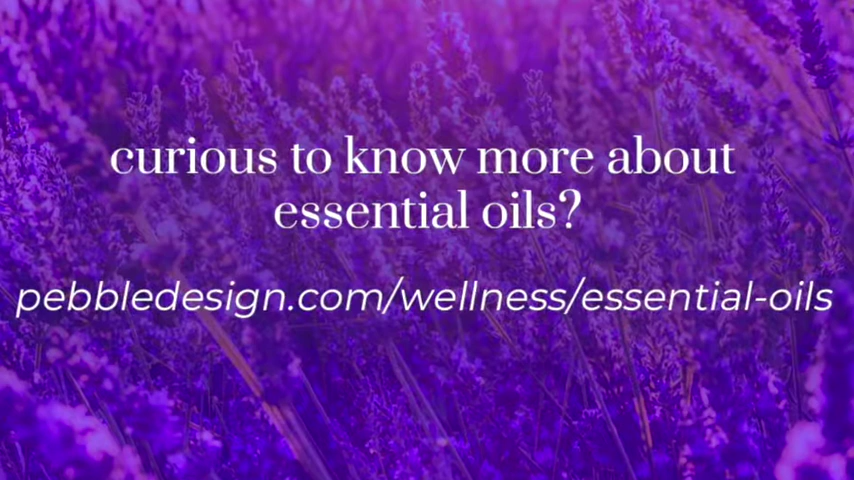 curious to know more about
essential oils?
pebbledesign.com/wellness/essential-oils